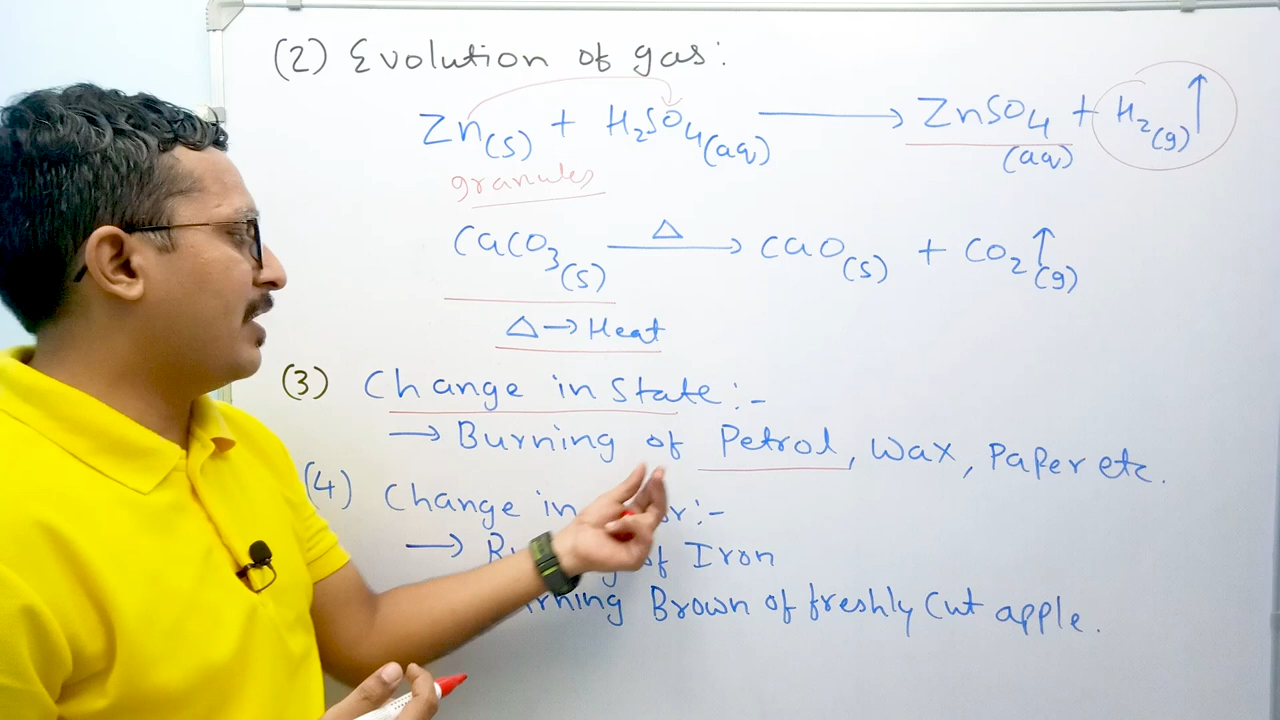 (2) Evolution of gas:
Zn(s) + H₂SO₄(aq) ⟶ ZnSO₄(aq) + H₂(g)↑
granules
CaCO₃(s) —Δ→ CaO(s) + CO₂↑(g)
Δ→Heat
(3) Change in State:-
→ Burning of Petrol, Wax, Paper etc.
(4) Change in :-
→ of Iron
Brown of freshly Cut apple.